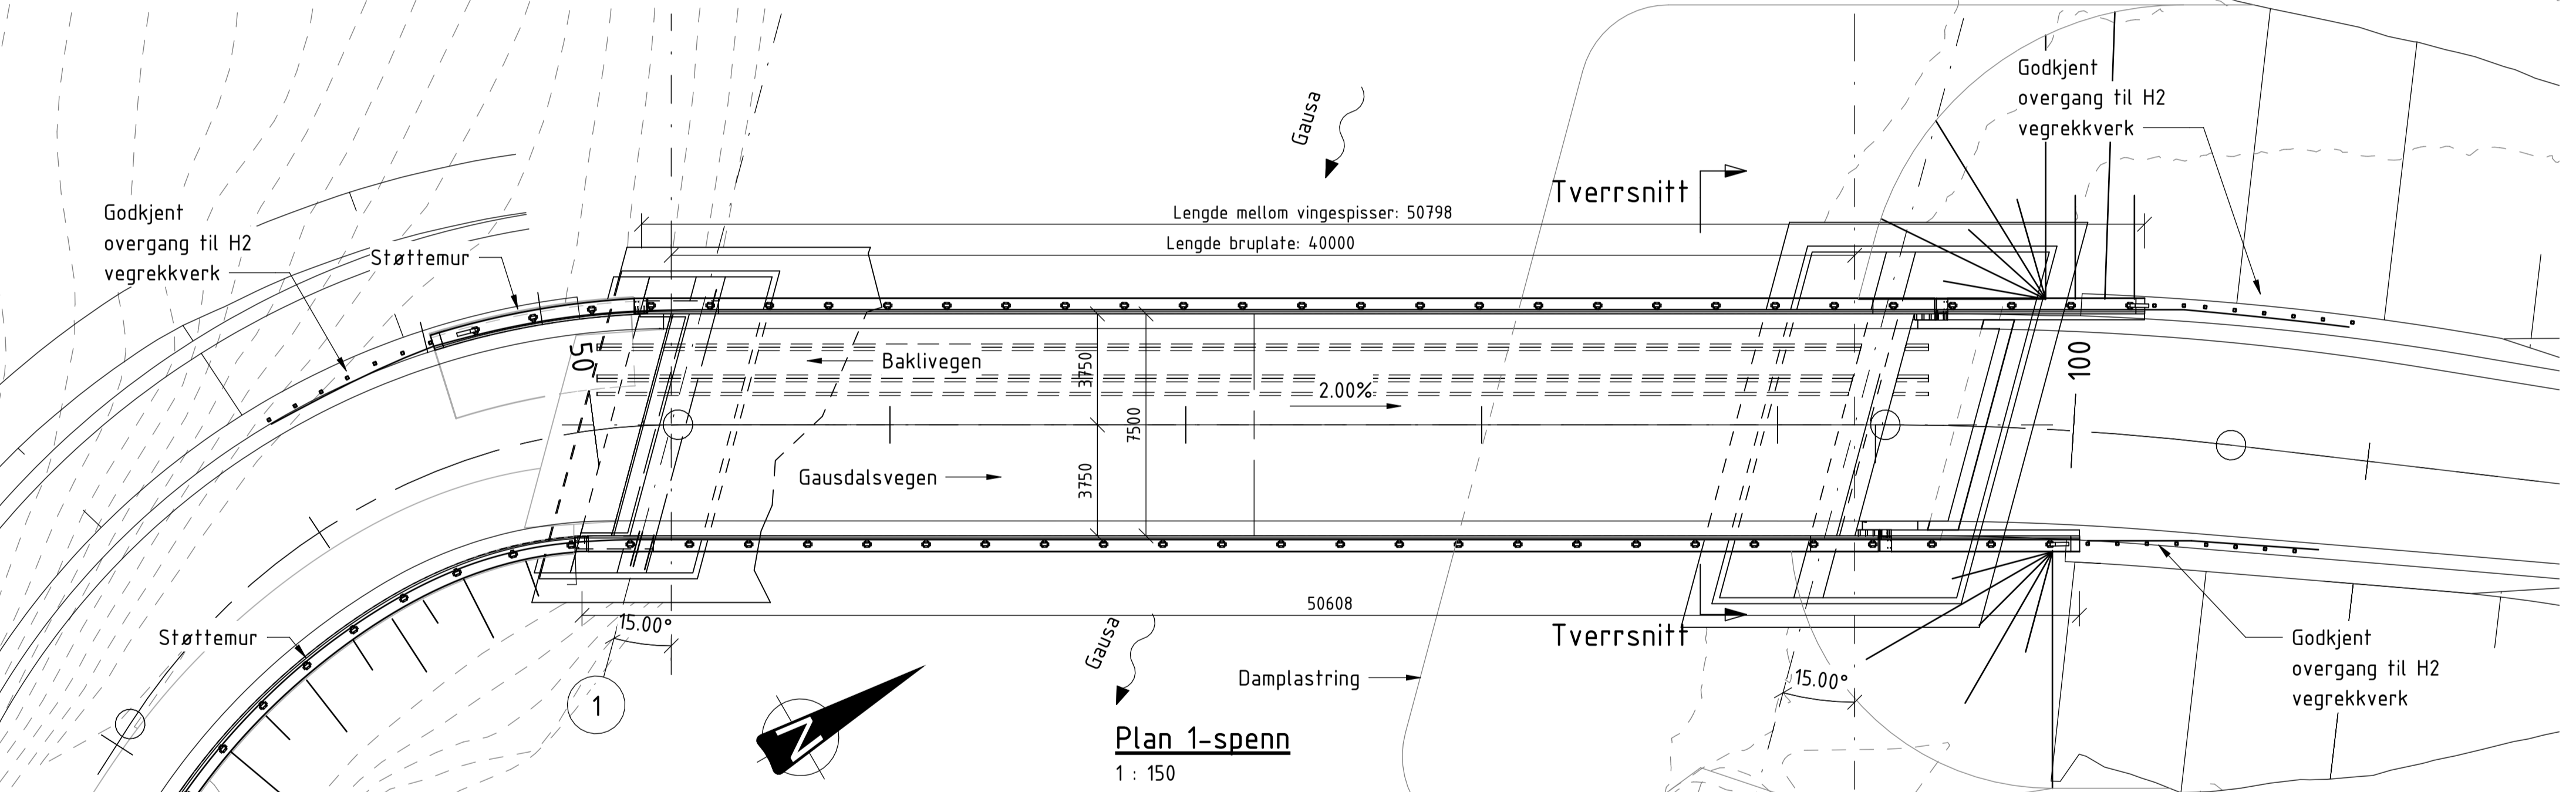 Godkjent
overgang til H2
vegrekkverk
Gausa
Tverrsnitt
Lengde mellom vingespisser: 50798
Lengde bruplate: 40000
Godkjent
overgang til H2
vegrekkverk
Støttemur
50
Baklivegen
3750
2.00%
7500
100
Gausdalsvegen
3750
50608
15.00°
Støttemur
Gausa
Tverrsnitt
Godkjent
overgang til H2
vegrekkverk
Damplastring
15.00°
1
N
Plan 1-spenn
1 : 150